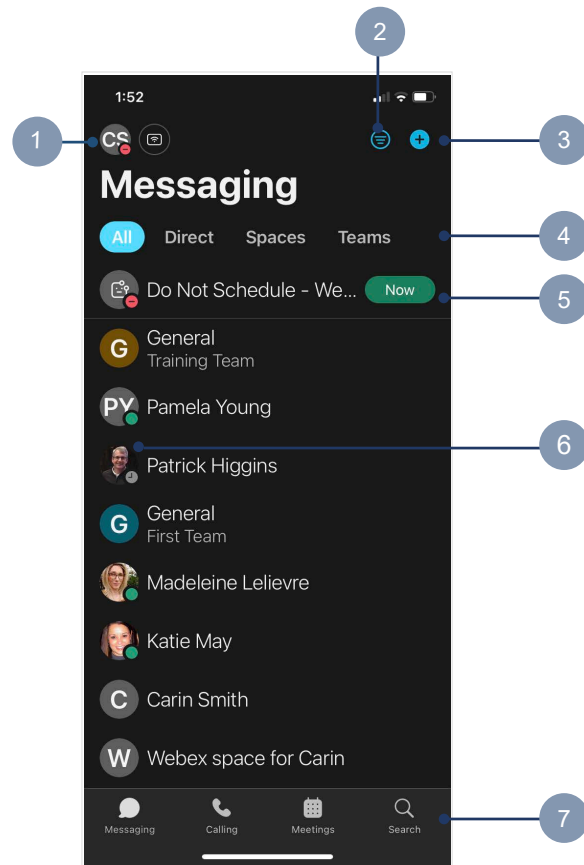 2
1:52
1
CS
3
Messaging
All Direct Spaces Teams
4
Do Not Schedule - We... Now
5
G General
Training Team
PY Pamela Young
6
Patrick Higgins
G General
First Team
Madeleine Lelievre
Katie May
C Carin Smith
W Webex space for Carin
Messaging Calling Meetings Search
7